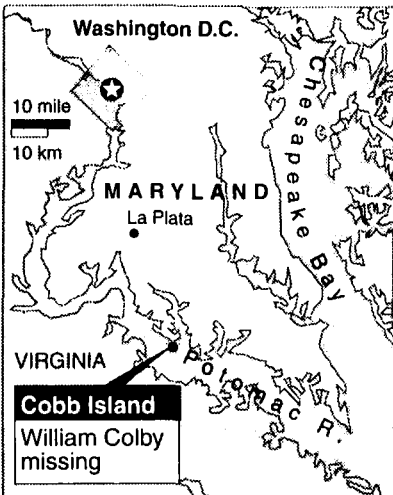 Washington D.C.
10 mile
10 km
Chesapeake Bay
MARYLAND
La Plata
VIRGINIA
Potomac R.
Cobb Island
William Colby
missing